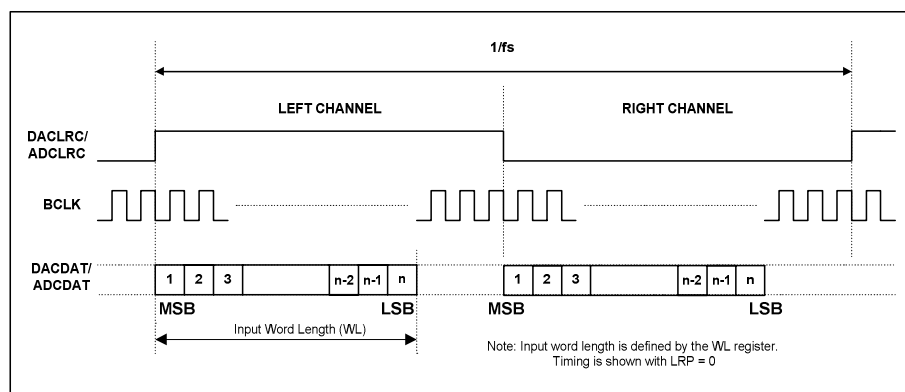 1/fs
LEFT CHANNEL
RIGHT CHANNEL
DACLRC/
ADCLRC
BCLK
DACDAT/
ADCDAT
1 2 3 n-2 n-1 n
1 2 3 n-2 n-1 n
MSB LSB
MSB LSB
Input Word Length (WL)
Note: Input word length is defined by the WL register.
Timing is shown with LRP = 0